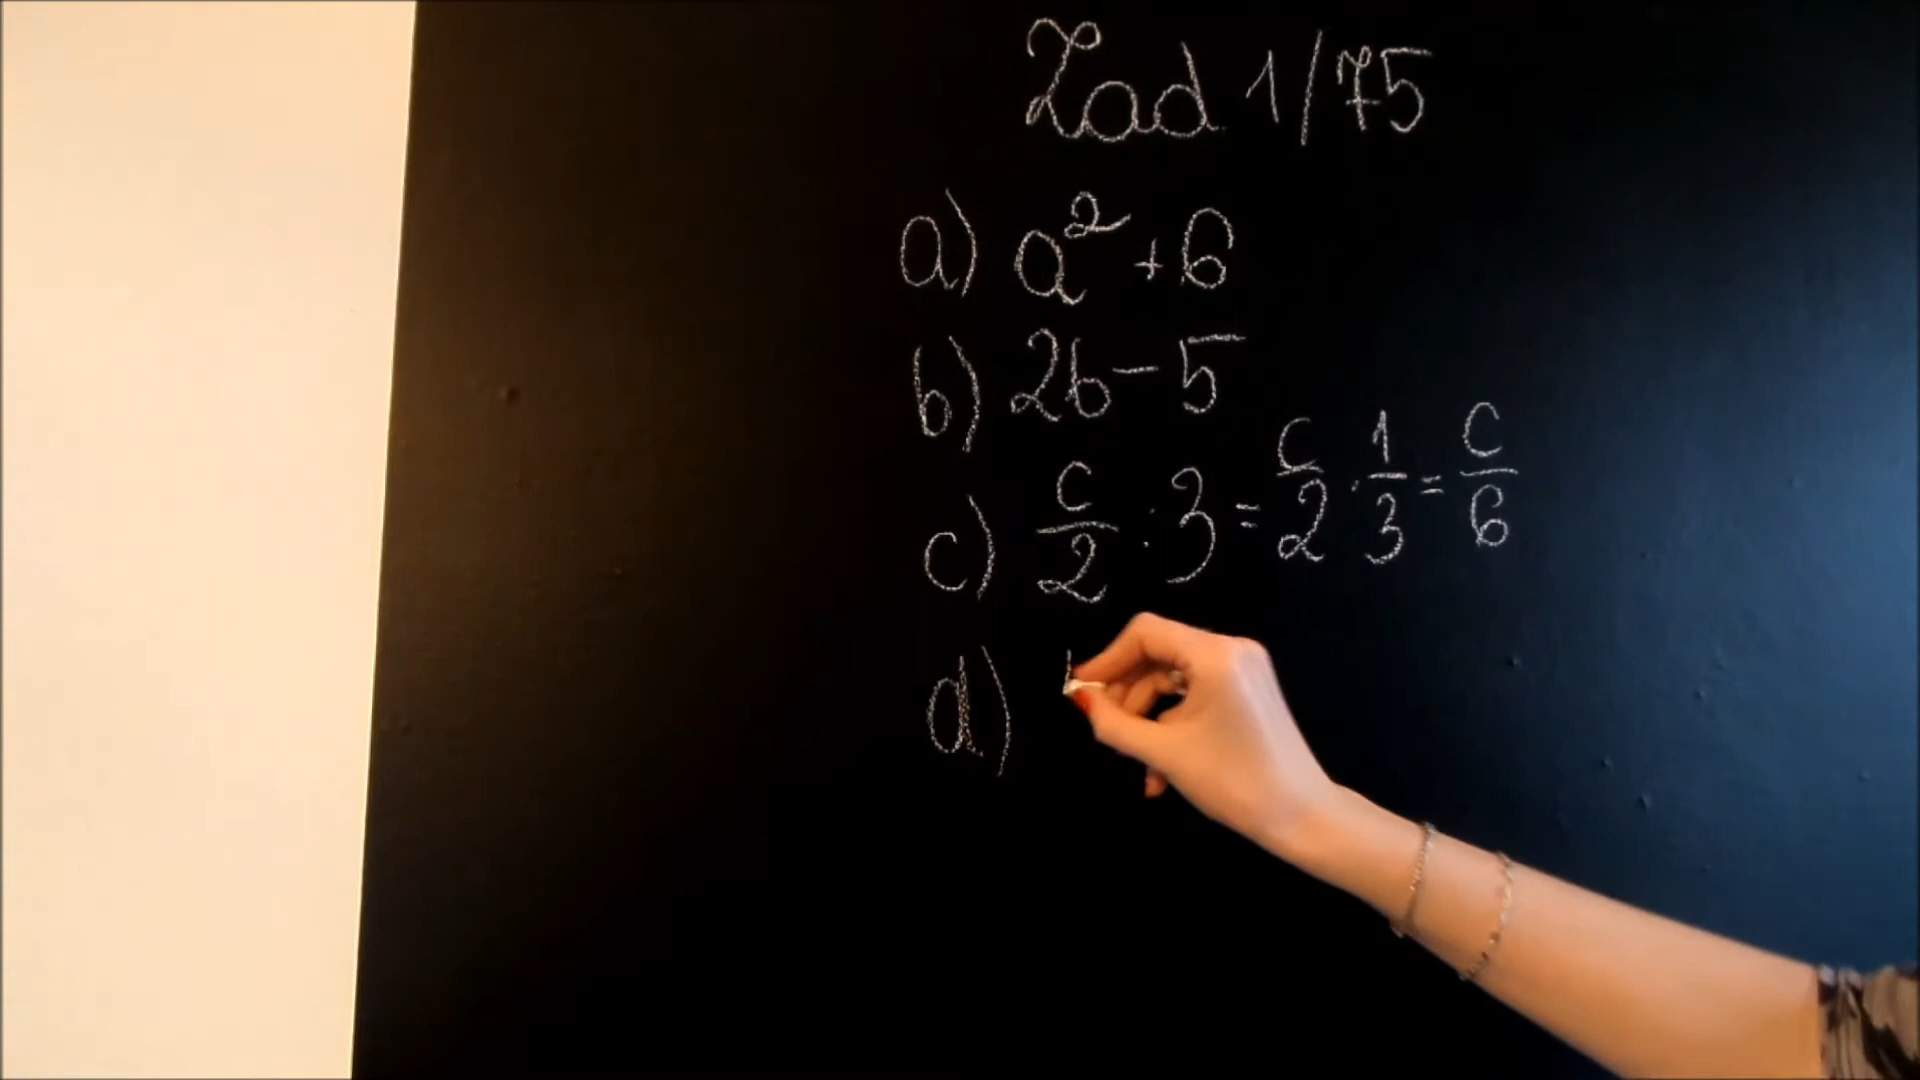 Zad 1/75
a) a² + 6
b) 2b - 5
c) c/2 : 3 = c/2 · 1/3 = c/6
d)